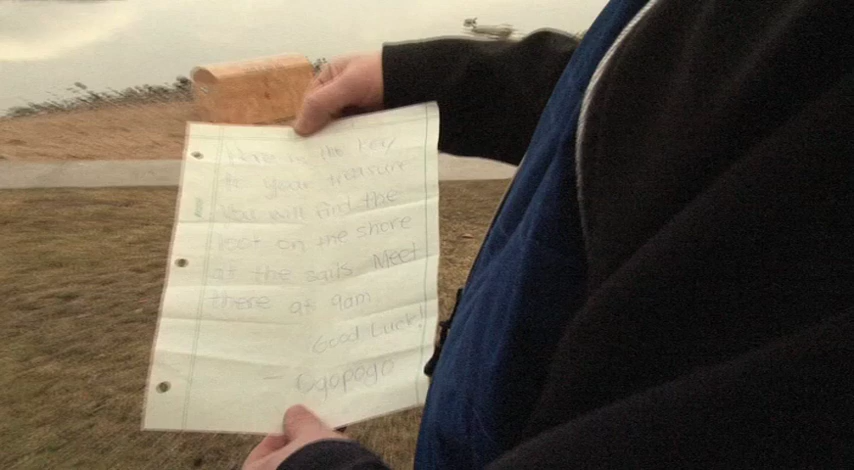 Here is the key
to your treasure
You will find the
loot on the shore
at the sails. Meet
there at 9am
Good Luck!
- Ogopogo